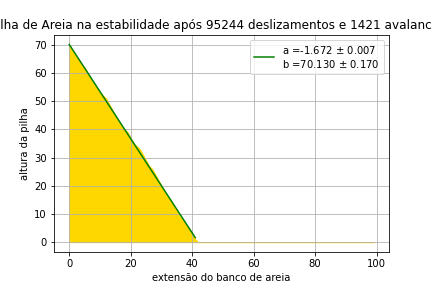 lha de Areia na estabilidade após 95244 deslizamentos e 1421 avalanc
a =-1.672 ± 0.007
b =70.130 ± 0.170
altura da pilha
70
60
50
40
30
20
10
0
0 20 40 60 80 100
extensão do banco de areia